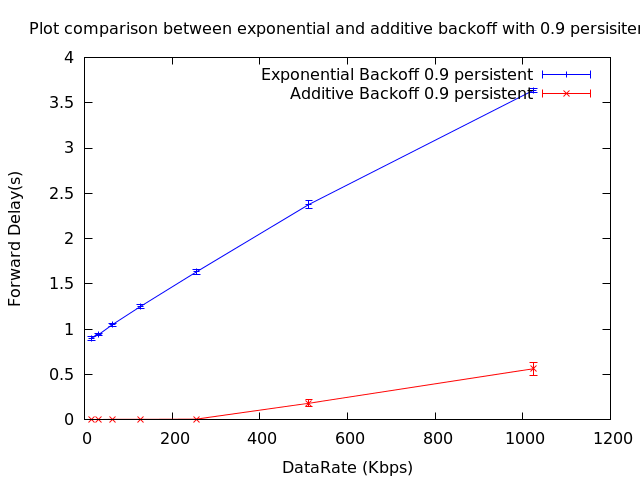 Plot comparison between exponential and additive backoff with 0.9
Exponential Backoff 0.9 persistent
Additive Backoff 0.9 persistent
4
3.5
3
2.5
2
1.5
1
0.5
0
0 200 400 600 800 1000 1200
Forward Delay(s)
DataRate (Kbps)